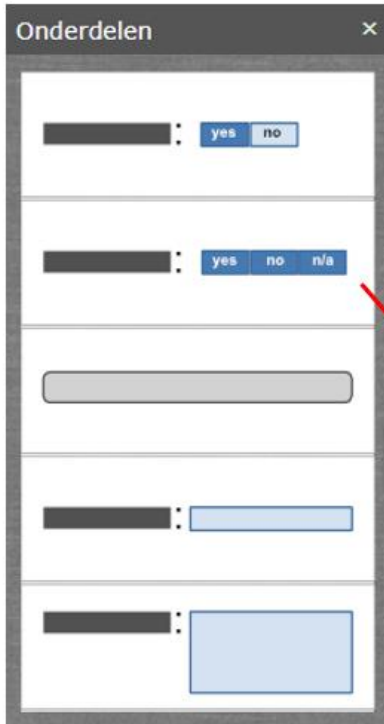 Onderdelen ×
: yes no
: yes no n/a
:
: